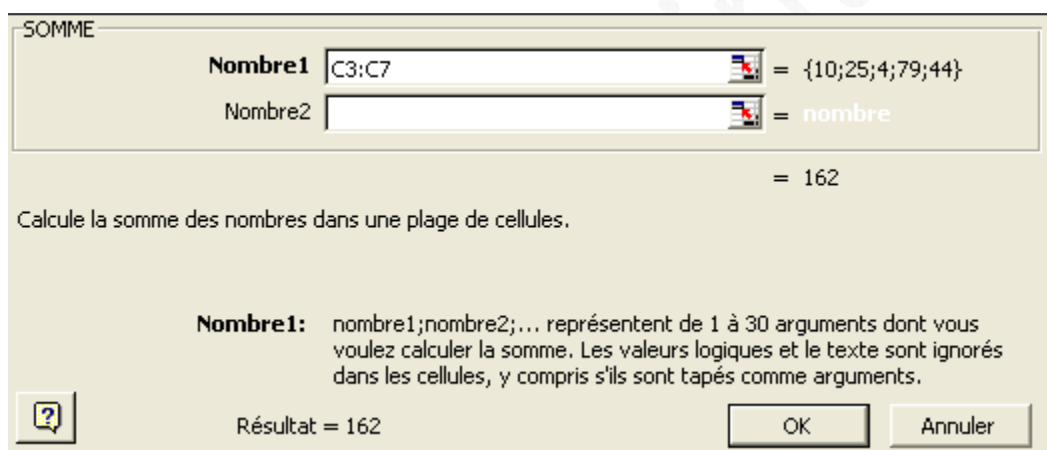 SOMME
Nombre1 C3:C7 = {10;25;4;79;44}
Nombre2 = nombre
= 162
Calcule la somme des nombres dans une plage de cellules.
Nombre1: nombre1;nombre2;... représentent de 1 à 30 arguments dont vous
voulez calculer la somme. Les valeurs logiques et le texte sont ignorés
dans les cellules, y compris s'ils sont tapés comme arguments.
Résultat = 162 OK Annuler